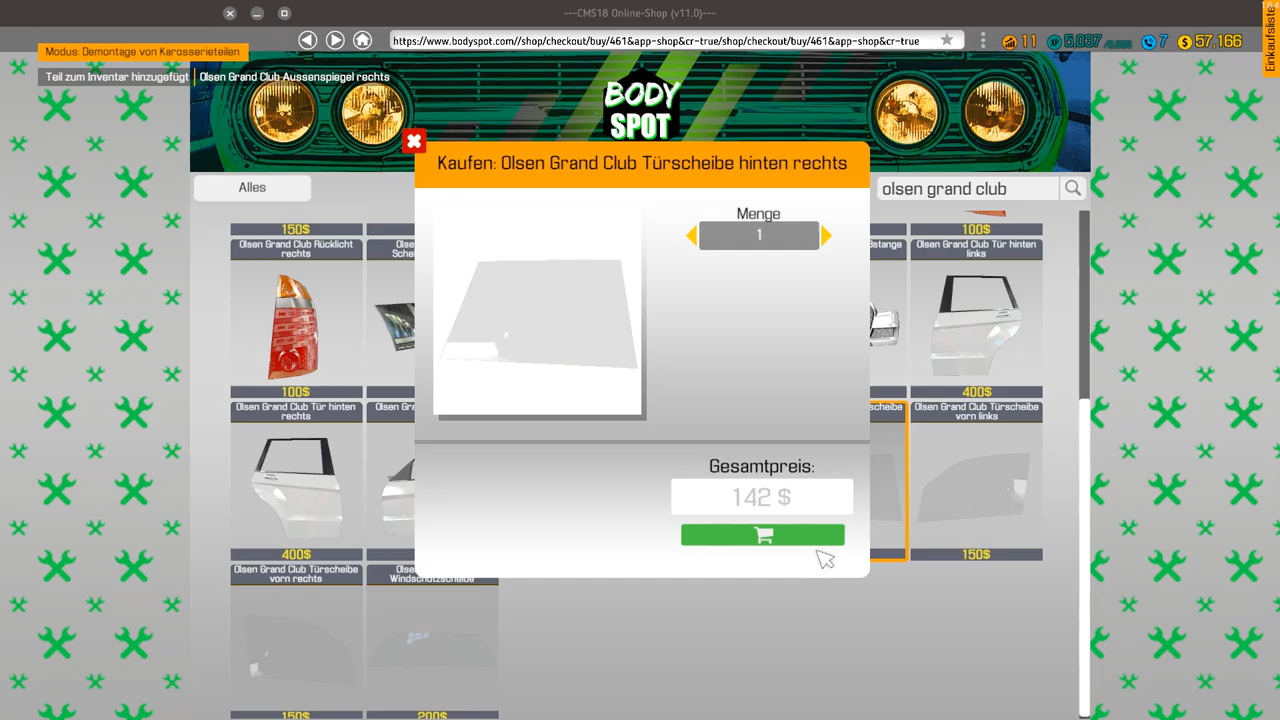 ---CMS18 Online-Shop (v11.0)---
https://www.bodyspot.com//shop/checkout/buy/461&app-shop&cr-true/shop/checkout/buy/461&app-shop&cr-true
11
XP 5,037
7
$ 57,166
Einkaufsliste
Modus: Demontage von Karosserieteilen
Teil zum Inventar hinzugefügt
Olsen Grand Club Aussenspiegel rechts
BODY
SPOT
Kaufen: Olsen Grand Club Türscheibe hinten rechts
Alles
olsen grand club
Menge
1
150$
100$
Olsen Grand Club Rücklicht
rechts
Olsen Grand Club Tür hinten
links
100$
400$
Olsen Grand Club Tür hinten
rechts
Olsen Grand Club Türscheibe
vorn links
Gesamtpreis:
142 $
400$
150$
Olsen Grand Club Türscheibe
vorn rechts
Windschutzscheibe
150$
200$